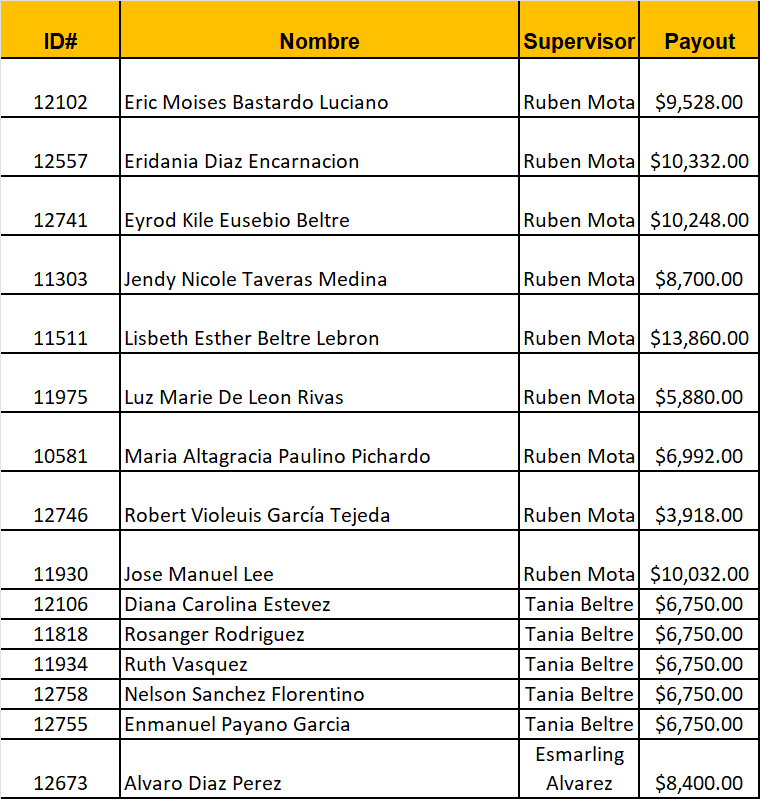 ID# Nombre Supervisor Payout
12102 Eric Moises Bastardo Luciano Ruben Mota $9,528.00
12557 Eridania Diaz Encarnacion Ruben Mota $10,332.00
12741 Eyrod Kile Eusebio Beltre Ruben Mota $10,248.00
11303 Jendy Nicole Taveras Medina Ruben Mota $8,700.00
11511 Lisbeth Esther Beltre Lebron Ruben Mota $13,860.00
11975 Luz Marie De Leon Rivas Ruben Mota $5,880.00
10581 Maria Altagracia Paulino Pichardo Ruben Mota $6,992.00
12746 Robert Violeuis García Tejeda Ruben Mota $3,918.00
11930 Jose Manuel Lee Ruben Mota $10,032.00
12106 Diana Carolina Estevez Tania Beltre $6,750.00
11818 Rosanger Rodriguez Tania Beltre $6,750.00
11934 Ruth Vasquez Tania Beltre $6,750.00
12758 Nelson Sanchez Florentino Tania Beltre $6,750.00
12755 Enmanuel Payano Garcia Tania Beltre $6,750.00
Esmarling
12673 Alvaro Diaz Perez Alvarez $8,400.00